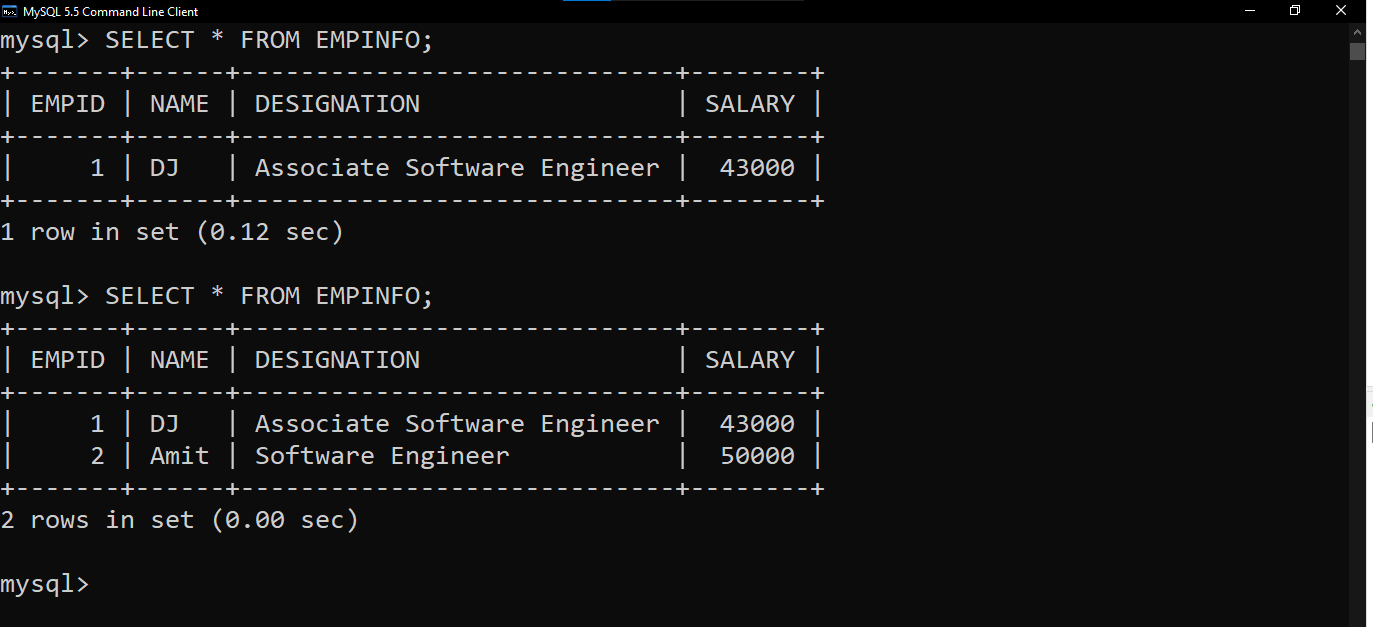 MySQL 5.5 Command Line Client
mysql> SELECT * FROM EMPINFO;
+-------+------+-----------------------------+--------+
| EMPID | NAME | DESIGNATION                 | SALARY |
+-------+------+-----------------------------+--------+
|     1 | DJ   | Associate Software Engineer |  43000 |
+-------+------+-----------------------------+--------+
1 row in set (0.12 sec)

mysql> SELECT * FROM EMPINFO;
+-------+------+-----------------------------+--------+
| EMPID | NAME | DESIGNATION                 | SALARY |
+-------+------+-----------------------------+--------+
|     1 | DJ   | Associate Software Engineer |  43000 |
|     2 | Amit | Software Engineer           |  50000 |
+-------+------+-----------------------------+--------+
2 rows in set (0.00 sec)

mysql>